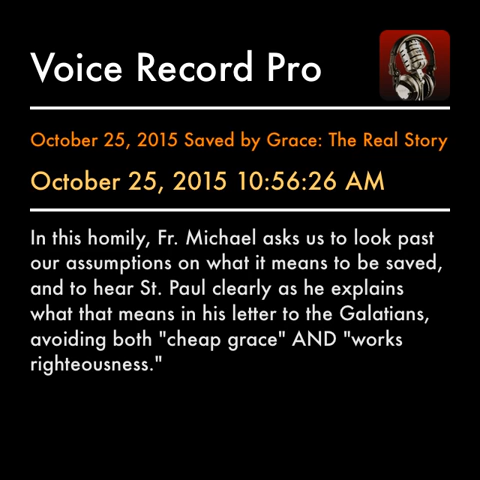 Voice Record Pro
October 25, 2015 Saved by Grace: The Real Story
October 25, 2015 10:56:26 AM
In this homily, Fr. Michael asks us to look past
our assumptions on what it means to be saved,
and to hear St. Paul clearly as he explains
what that means in his letter to the Galatians,
avoiding both "cheap grace" AND "works
righteousness."